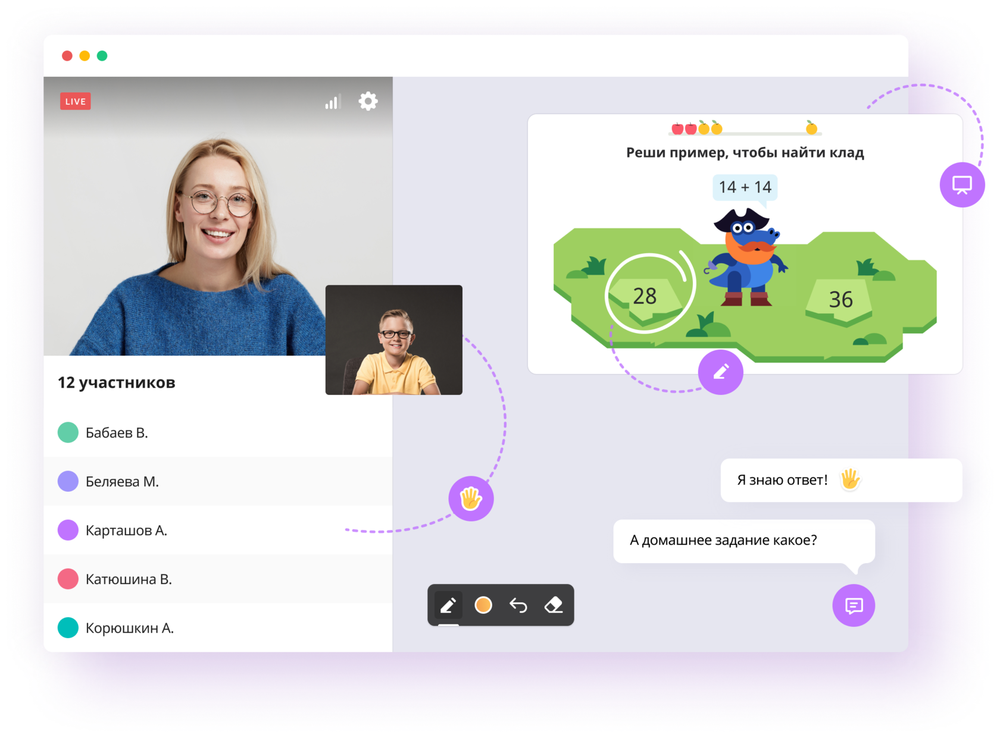 LIVE
12 участников
Бабаев В.
Беляева М.
Карташов А.
Катюшина В.
Корюшкин А.
Реши пример, чтобы найти клад
14 + 14
28
36
Я знаю ответ! 🖐
А домашнее задание какое?